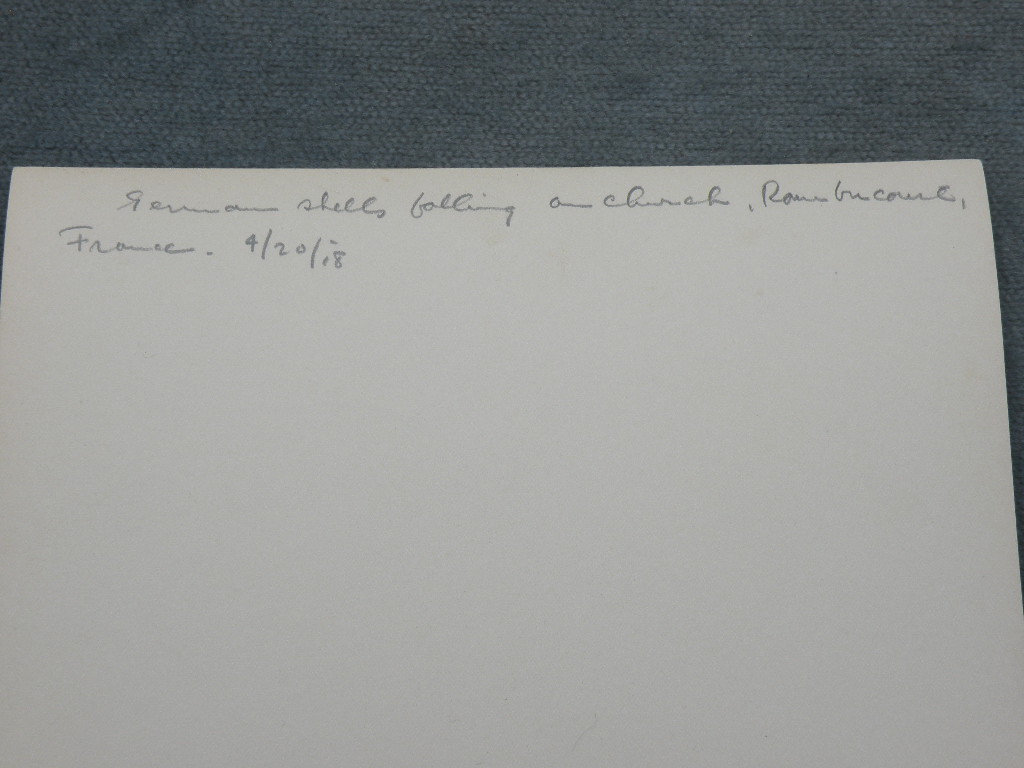 German shells falling on church, Rambucourt,
France. 4/20/18